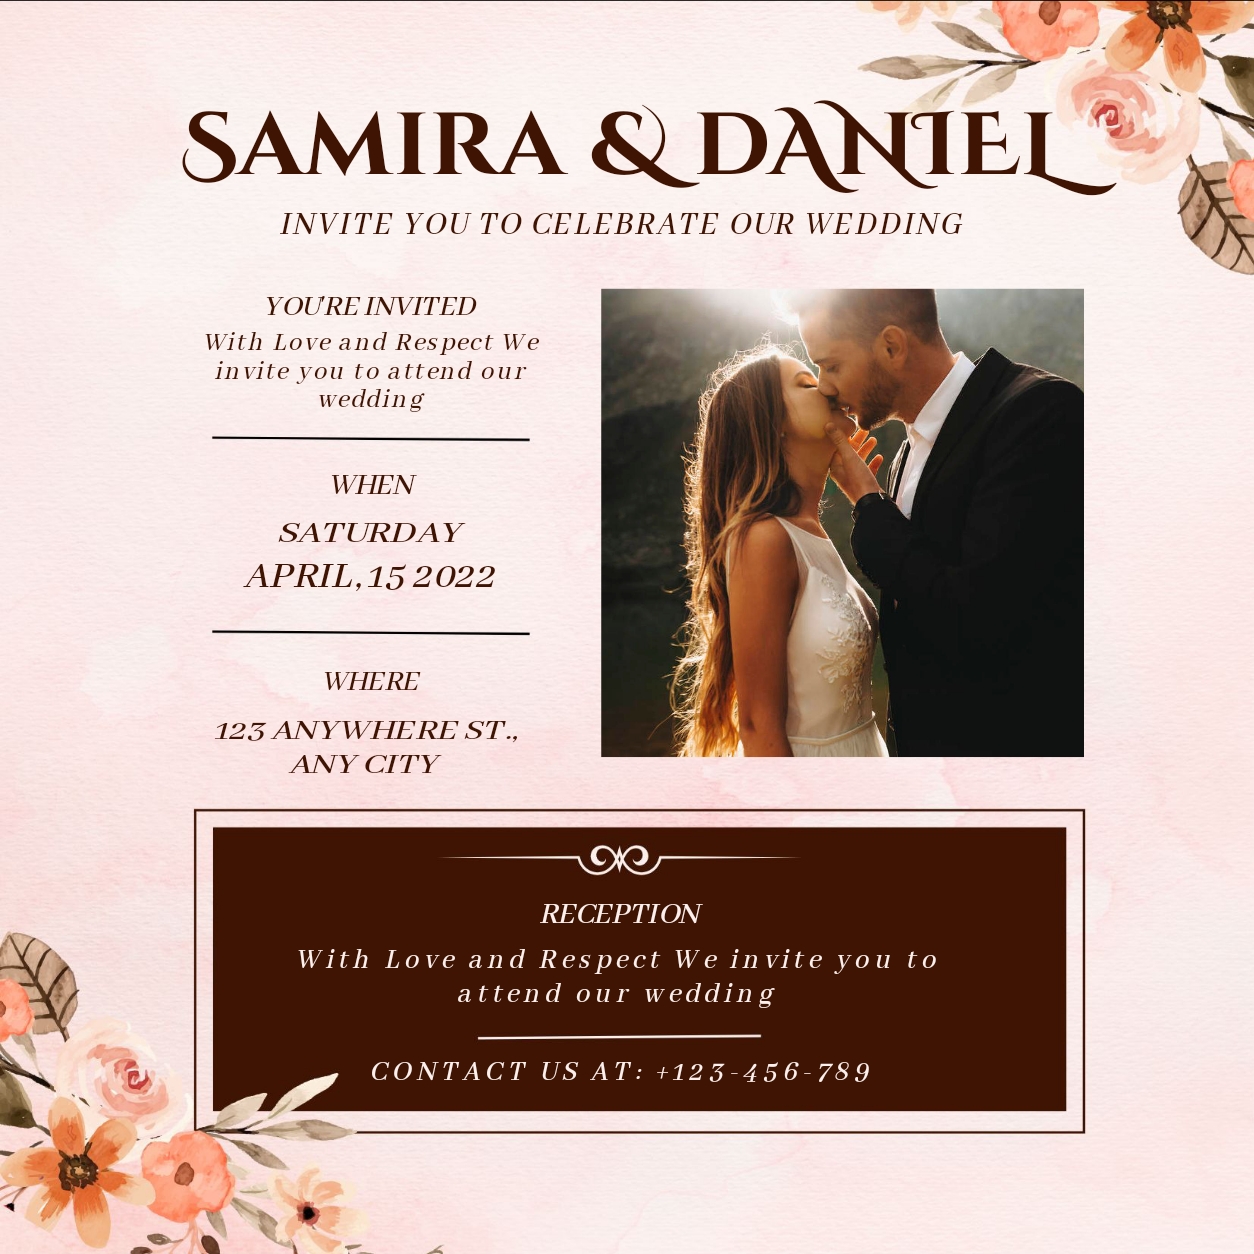 SAMIRA & DANIEL
INVITE YOU TO CELEBRATE OUR WEDDING
YOU'RE INVITED
With Love and Respect We
invite you to attend our
wedding
WHEN
SATURDAY
APRIL,15 2022
WHERE
123 ANYWHERE ST.,
ANY CITY
RECEPTION
With Love and Respect We invite you to
attend our wedding
CONTACT US AT: +123-456-789